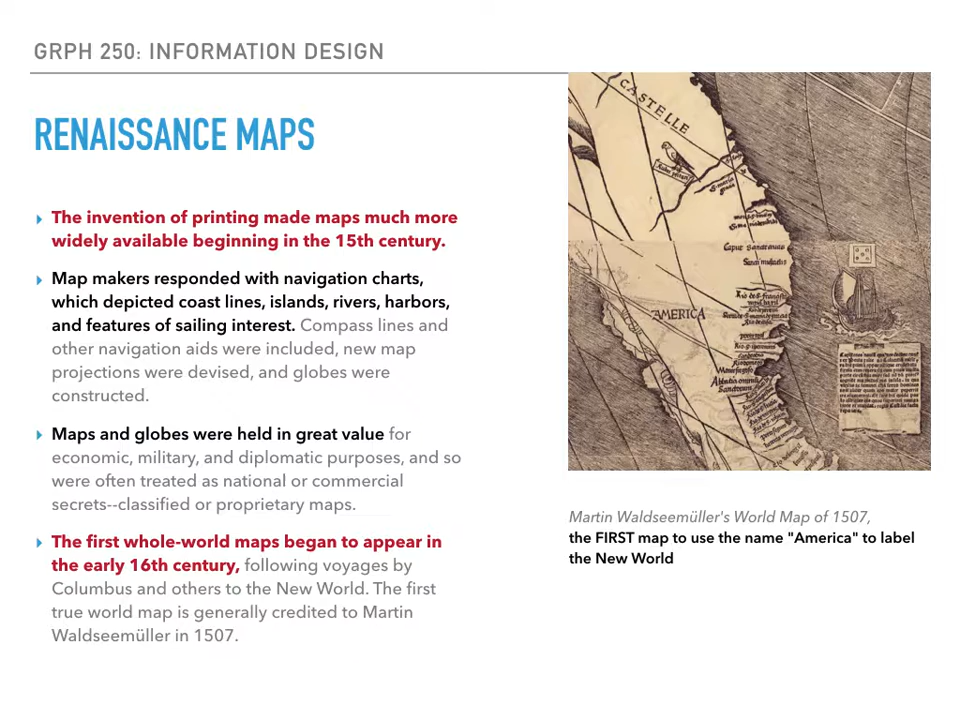 GRPH 250: INFORMATION DESIGN
RENAISSANCE MAPS
The invention of printing made maps much more
widely available beginning in the 15th century.
Map makers responded with navigation charts,
which depicted coast lines, islands, rivers, harbors,
and features of sailing interest. Compass lines and
other navigation aids were included, new map
projections were devised, and globes were
constructed.
Maps and globes were held in great value for
economic, military, and diplomatic purposes, and so
were often treated as national or commercial
secrets--classified or proprietary maps.
The first whole-world maps began to appear in
the early 16th century, following voyages by
Columbus and others to the New World. The first
true world map is generally credited to Martin
Waldseemüller in 1507.
CASTELLE
AMERICA
Martin Waldseemüller's World Map of 1507,
the FIRST map to use the name "America" to label
the New World